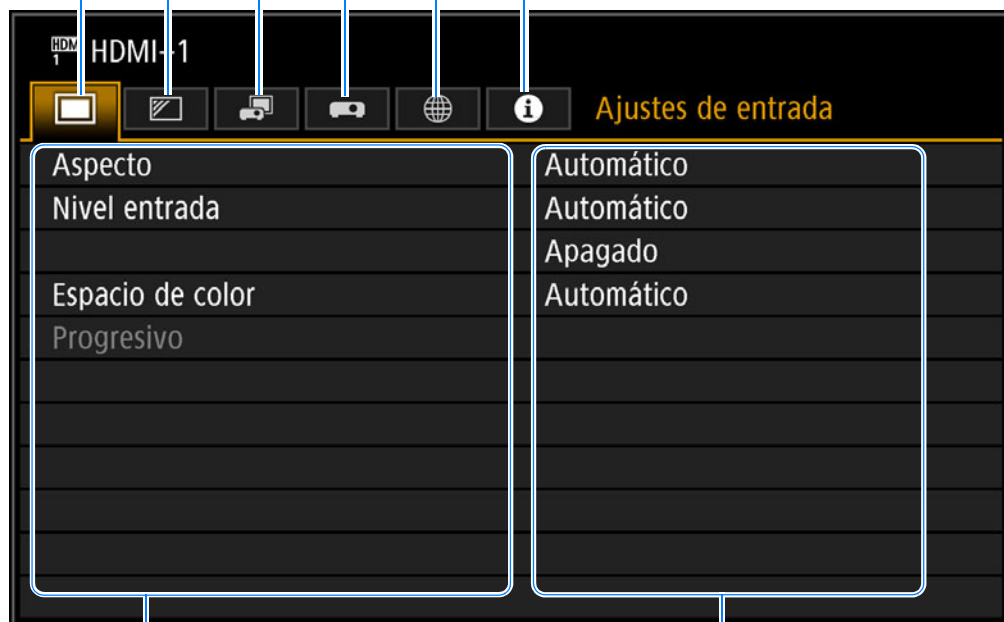 HDMI 1 HDMI-1
Ajustes de entrada
Aspecto Automático
Nivel entrada Automático
Apagado
Espacio de color Automático
Progresivo